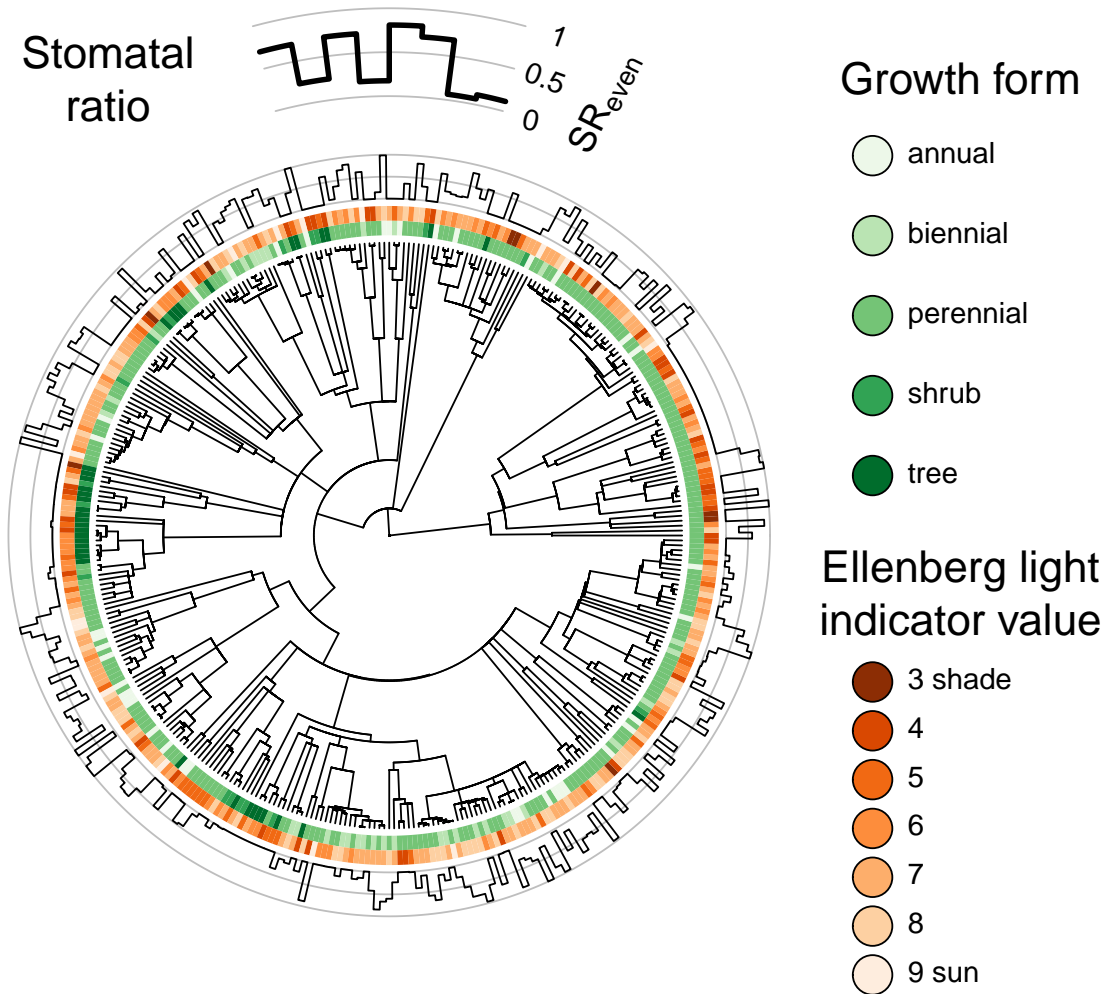 Stomatal
ratio
1
0.5
0
SReven
Growth form
annual
biennial
perennial
shrub
tree
Ellenberg light
indicator value
3 shade
4
5
6
7
8
9 sun